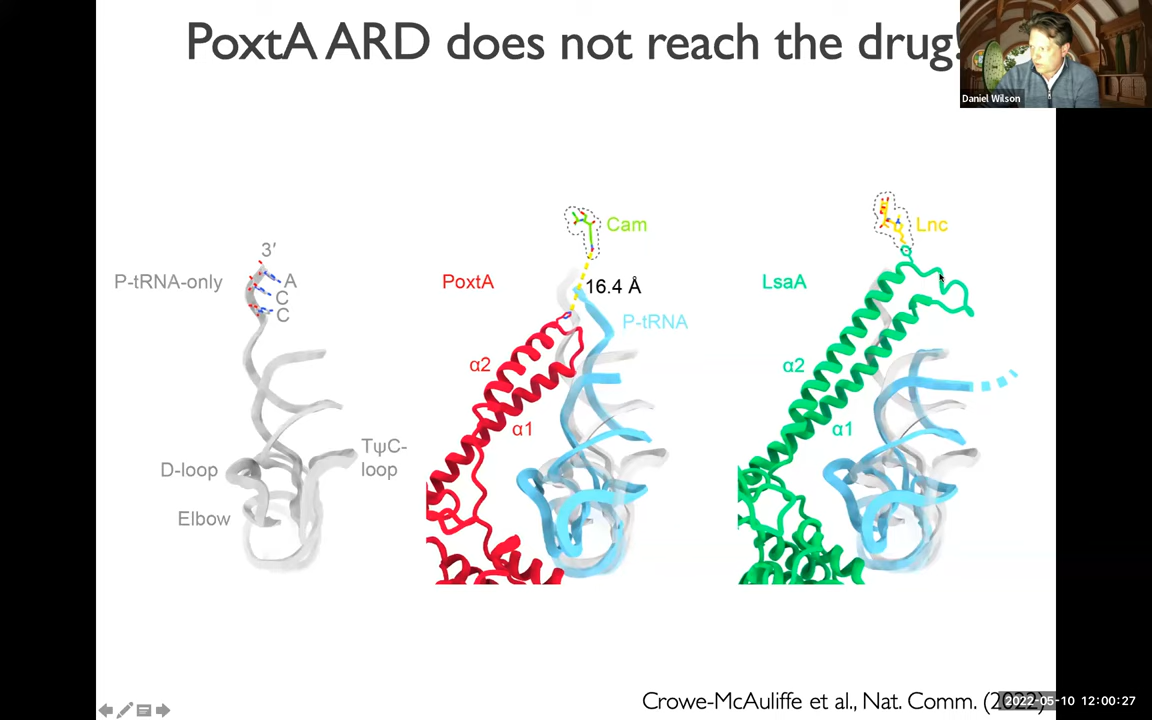 PoxtA ARD does not reach the drug!
Daniel Wilson
3′
P-tRNA-only
A
C
C
D-loop
TψC-
loop
Elbow
Cam
PoxtA
16.4 Å
P-tRNA
α2
α1
Lnc
LsaA
α2
α1
Crowe-McAuliffe et al., Nat. Comm. (2022)
2022-05-10 12:00:27